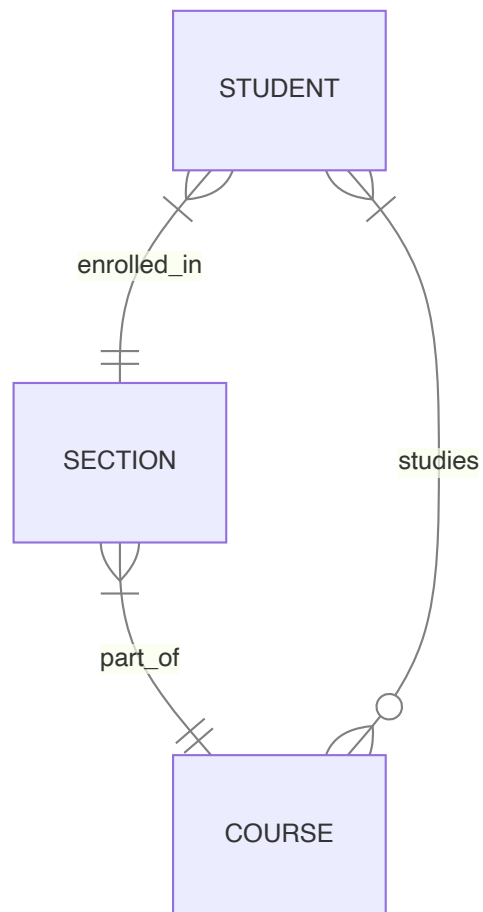 STUDENT
enrolled_in
SECTION
studies
part_of
COURSE